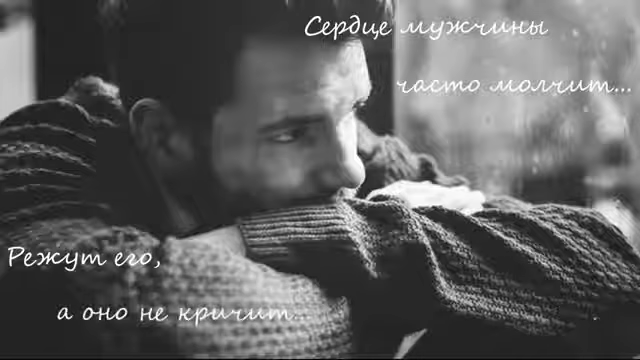 Сердце мужчины
часто молчит...
Режут его,
а оно не кричит...